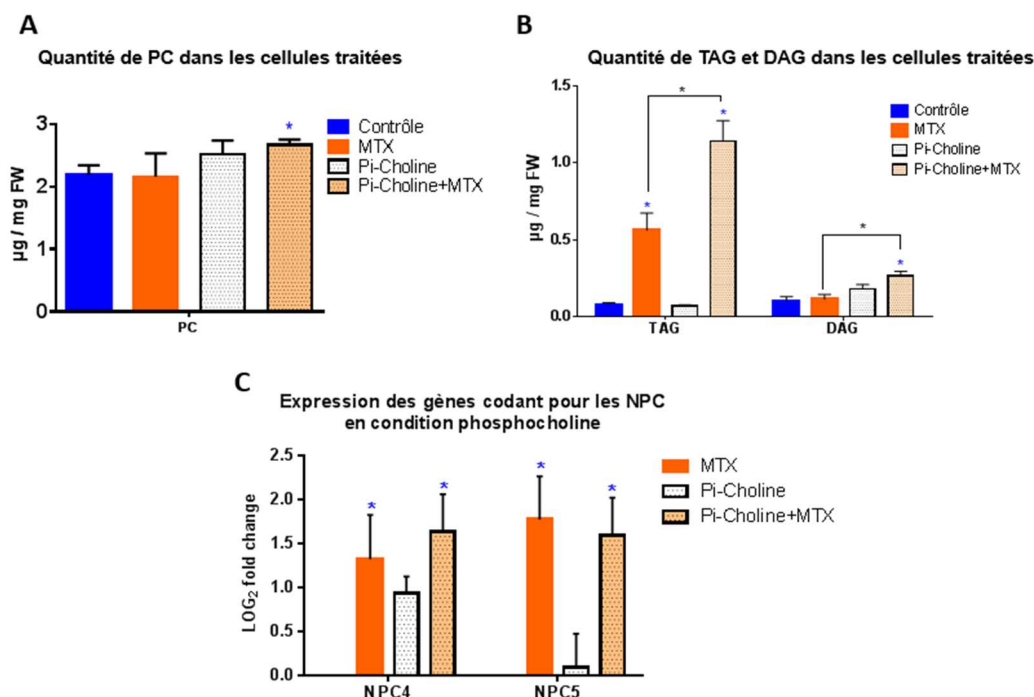 A
Quantité de PC dans les cellules traitées
µg / mg FW
3
2
1
0
*
PC
Contrôle
MTX
Pi-Choline
Pi-Choline+MTX
B
Quantité de TAG et DAG dans les cellules traitées
µg / mg FW
1.5
1.0
0.5
0.0
*
*
*
*
*
TAG
DAG
Contrôle
MTX
Pi-Choline
Pi-Choline+MTX
C
Expression des gènes codant pour les NPC
en condition phosphocholine
LOG₂ fold change
2.5
2.0
1.5
1.0
0.5
0.0
*
*
*
*
NPC4
NPC5
MTX
Pi-Choline
Pi-Choline+MTX